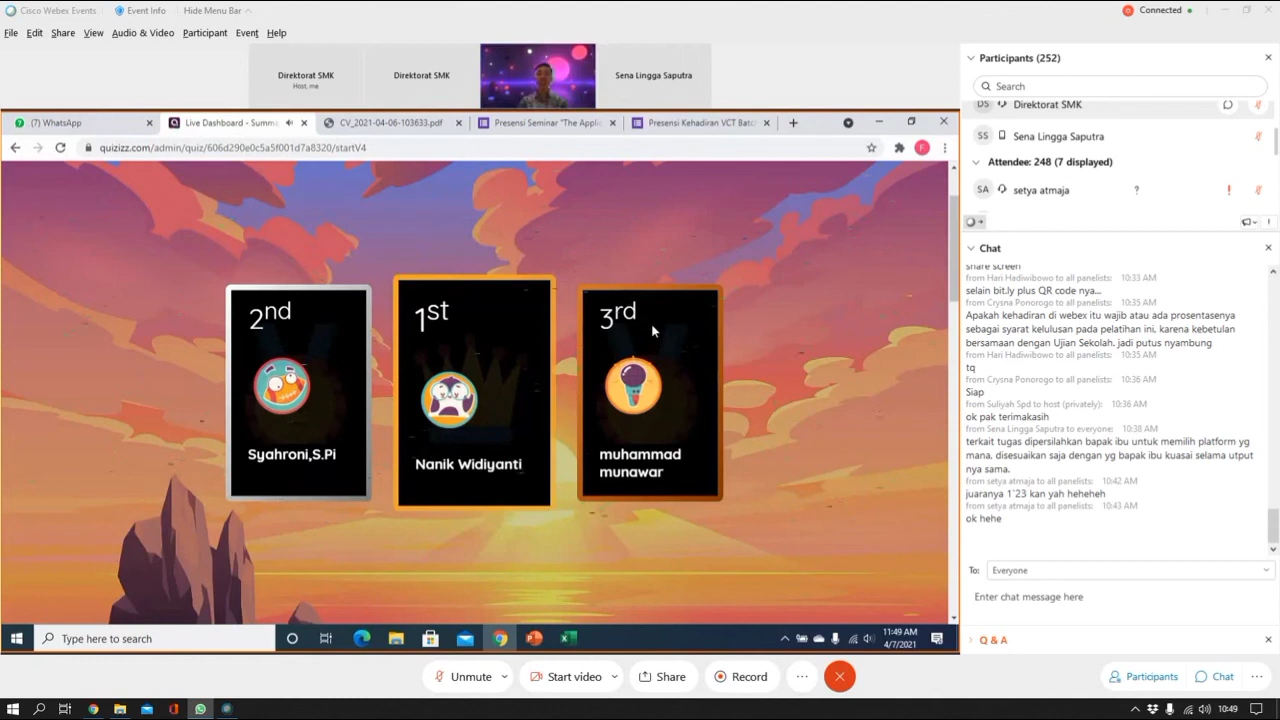 Cisco Webex Events
Event Info
Hide Menu Bar
Connected
File Edit Share View Audio & Video Participant Event Help
Direktorat SMK
Host, me
Direktorat SMK
Sena Lingga Saputra
(7) WhatsApp
Live Dashboard - Summe
CV_2021-04-06-103633.pdf
Presensi Seminar "The Applic
Presensi Kehadiran VCT Batc
quizizz.com/admin/quiz/606d290e0c5a5f001d7a8320/startV4
F
2nd
Syahroni,S.Pi
1st
Nanik Widiyanti
3rd
muhammad
munawar
Type here to search
11:49 AM
4/7/2021
Participants (252)
Search
DS Direktorat SMK
SS Sena Lingga Saputra
Attendee: 248 (7 displayed)
SA setya atmaja ?
Chat
share screen
from Hari Hadiwibowo to all panelists: 10:33 AM
selain bit.ly plus QR code nya...
from Crysna Ponorogo to all panelists: 10:35 AM
Apakah kehadiran di webex itu wajib atau ada prosentasenya
sebagai syarat kelulusan pada pelatihan ini, karena kebetulan
bersamaan dengan Ujian Sekolah. jadi putus nyambung
from Hari Hadiwibowo to all panelists: 10:35 AM
tq
from Crysna Ponorogo to all panelists: 10:36 AM
Siap
from Suliyah Spd to host (privately): 10:36 AM
ok pak terimakasih
from Sena Lingga Saputra to everyone: 10:38 AM
terkait tugas dipersilahkan bapak ibu untuk memilih platform yg
mana, disesuaikan saja dengan yg bapak ibu kuasai selama utput
nya sama.
from setya atmaja to all panelists: 10:42 AM
juaranya 1`23 kan yah heheheh
from setya atmaja to all panelists: 10:43 AM
ok hehe
To: Everyone
Enter chat message here
Q & A
Unmute
Start video
Share
Record
Participants
Chat
10:49